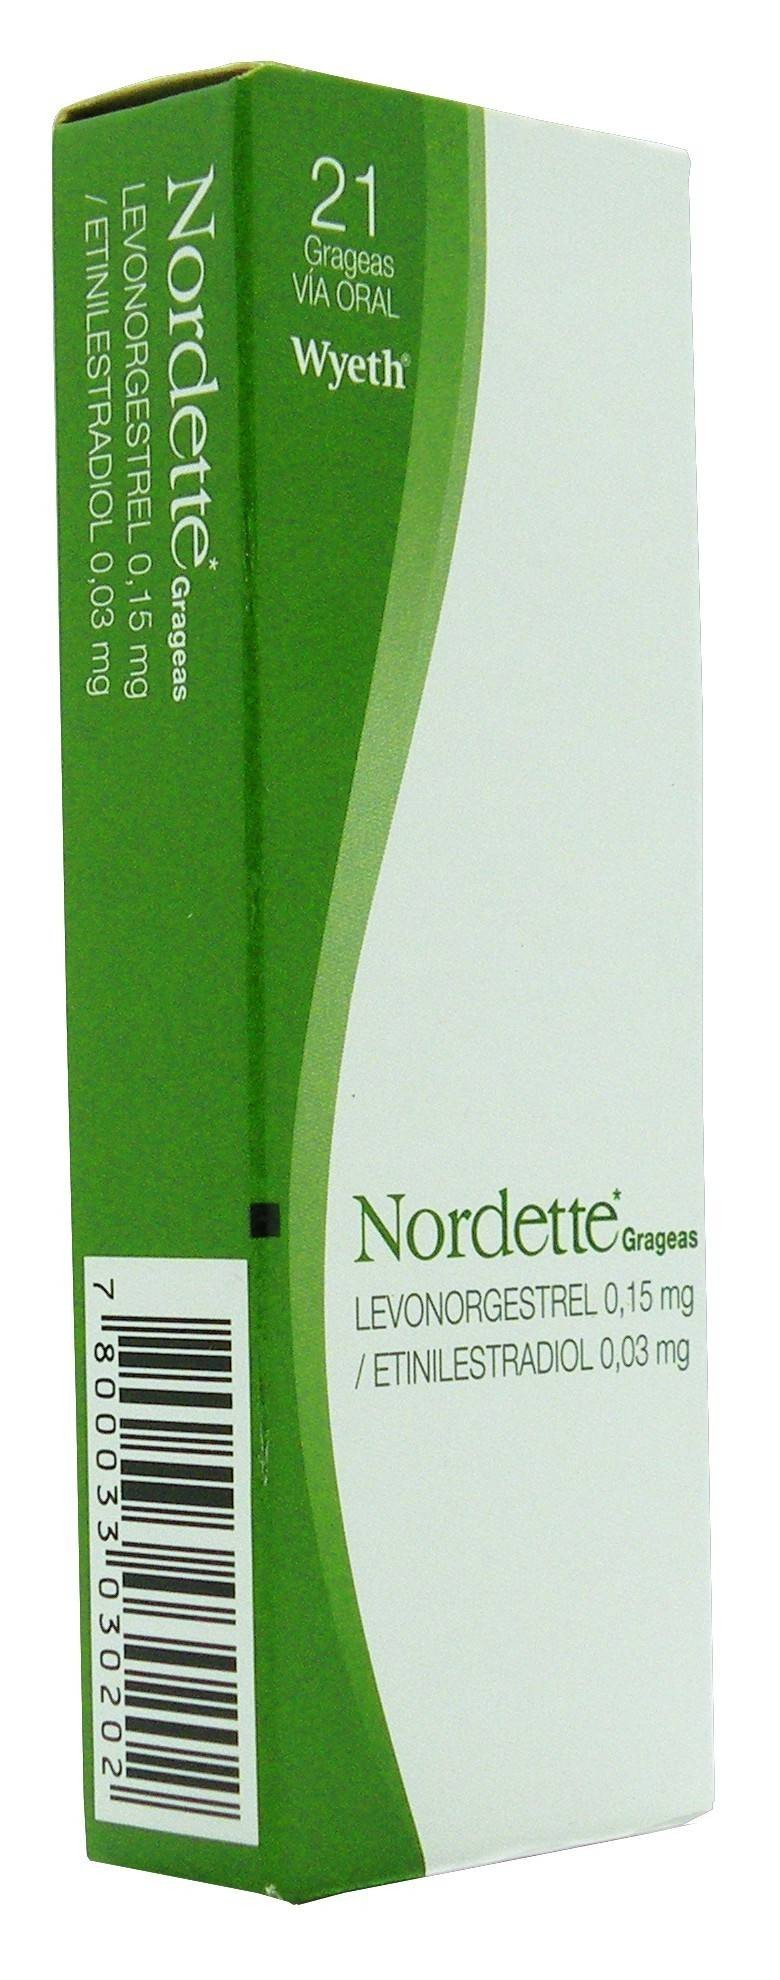 Nordette* Grageas
LEVONORGESTREL 0,15 mg
/ ETINILESTRADIOL 0,03 mg
7 800033 030202
21
Grageas
VÍA ORAL
Wyeth®
Nordette* Grageas
LEVONORGESTREL 0,15 mg
/ ETINILESTRADIOL 0,03 mg